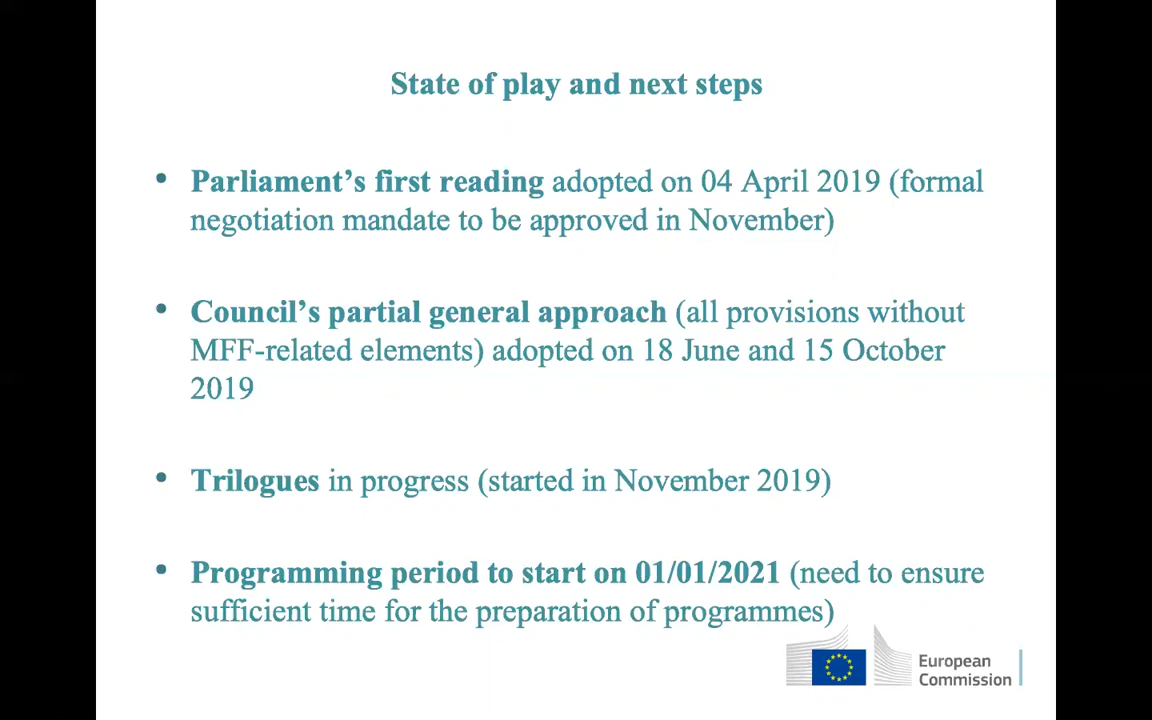 State of play and next steps
• Parliament’s first reading adopted on 04 April 2019 (formal
negotiation mandate to be approved in November)
• Council’s partial general approach (all provisions without
MFF-related elements) adopted on 18 June and 15 October
2019
• Trilogues in progress (started in November 2019)
• Programming period to start on 01/01/2021 (need to ensure
sufficient time for the preparation of programmes)
European
Commission